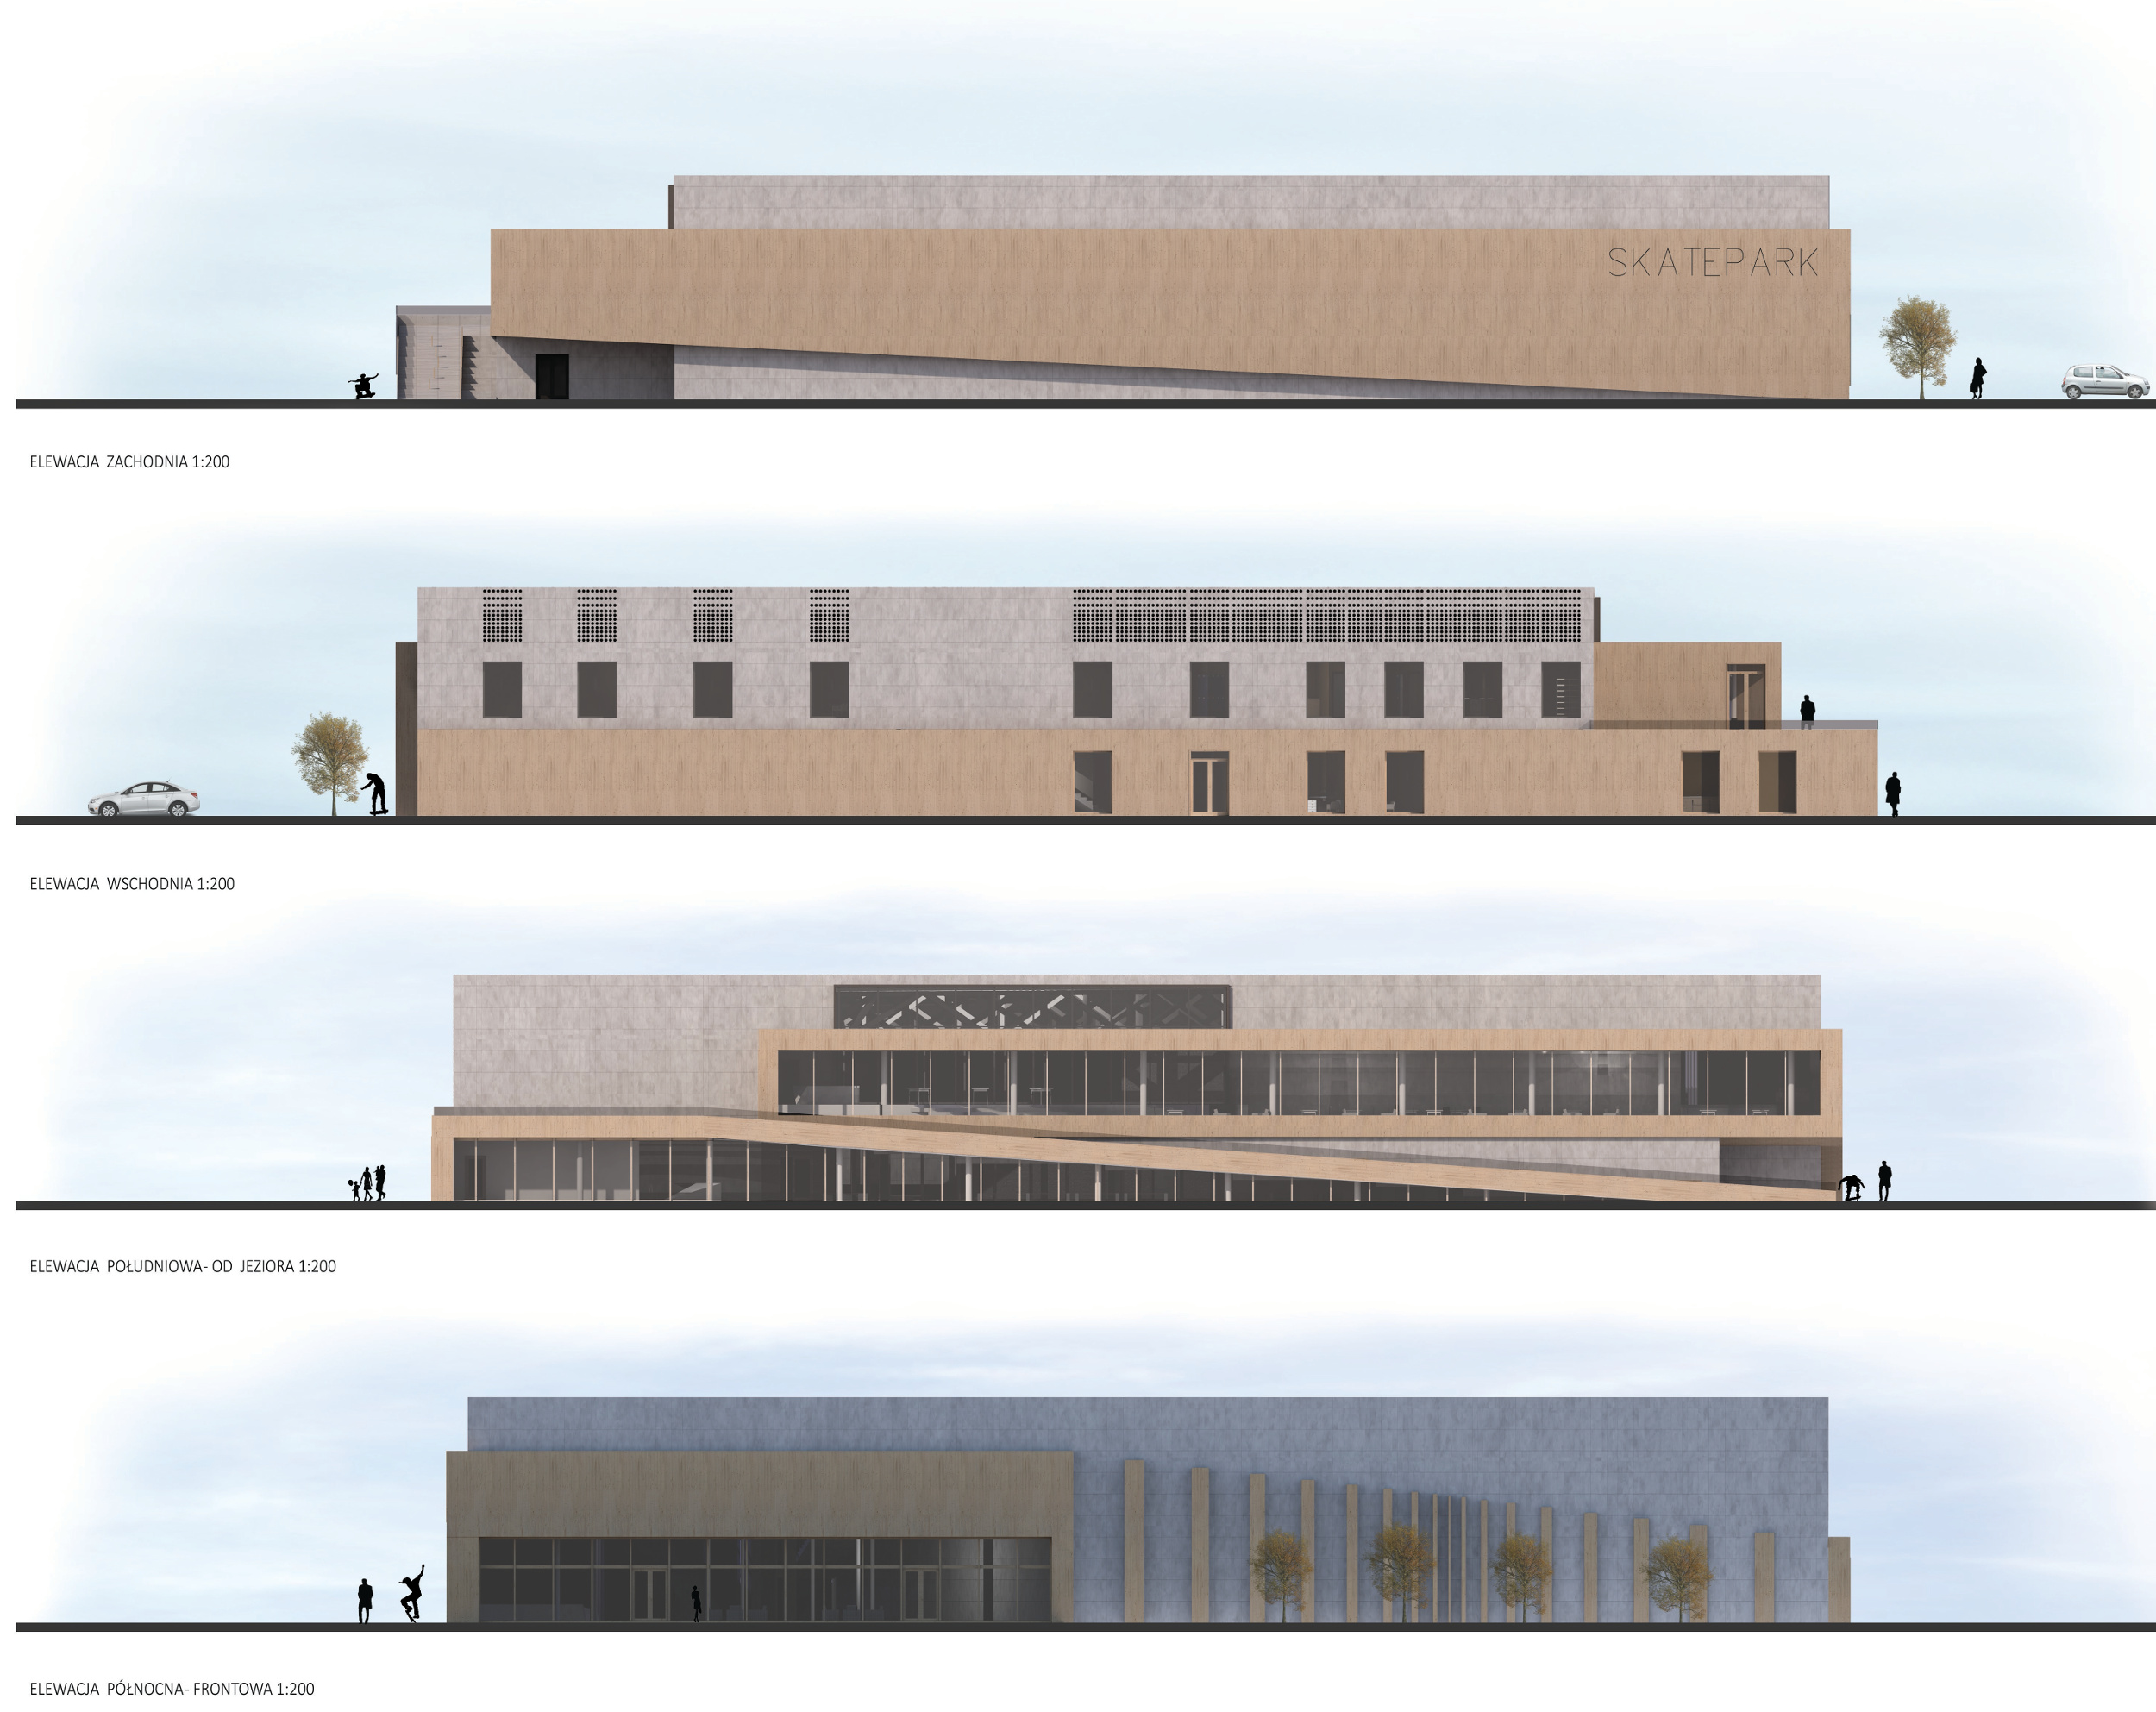 SKATEPARK
ELEWACJA ZACHODNIA 1:200
ELEWACJA WSCHODNIA 1:200
ELEWACJA POŁUDNIOWA- OD JEZIORA 1:200
ELEWACJA PÓŁNOCNA- FRONTOWA 1:200